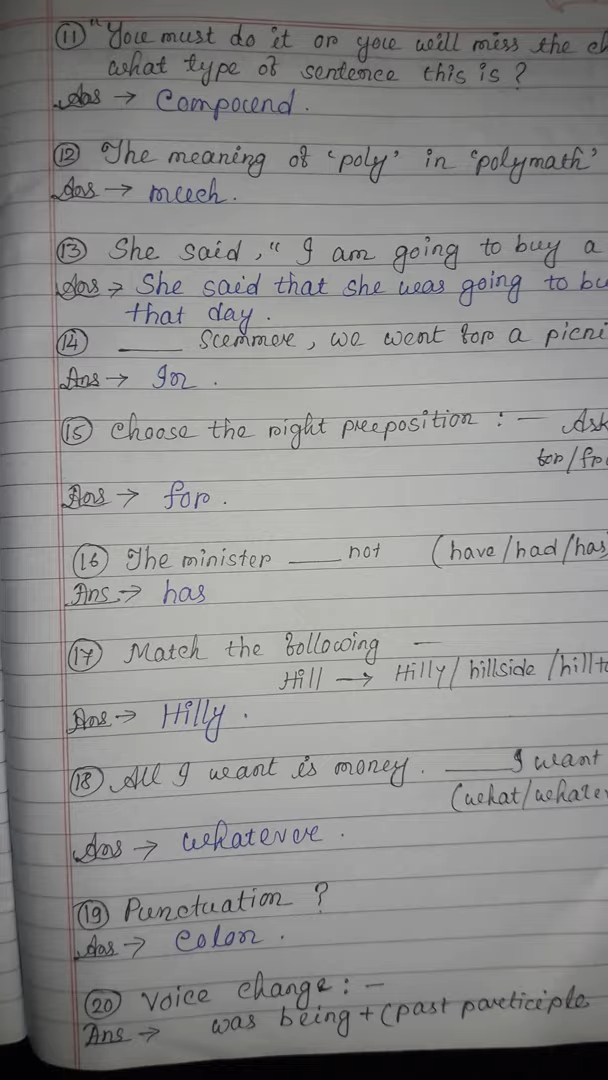 (11) "You must do it or you will miss the ch
what type of sentence this is ?
Ans → Compound.
(12) The meaning of 'poly' in 'polymath'
Ans → much.
(13) She said, "I am going to buy a
Ans → She said that she was going to bu
that day.
(14) ____ Summer, we went for a picni
Ans → In.
(15) choose the right preposition : — Ask
for/fro
Ans → for.
(16) The minister ____ not (have/had/has)
Ans → has
(17) Match the following —
Hill → Hilly/hillside/hillto
Ans → Hilly.
(18) All I want is money. ____ I want
(what/whate
Ans → whatever.
(19) Punctuation ?
Ans → Colon.
(20) Voice change : —
Ans → was being + (past participle